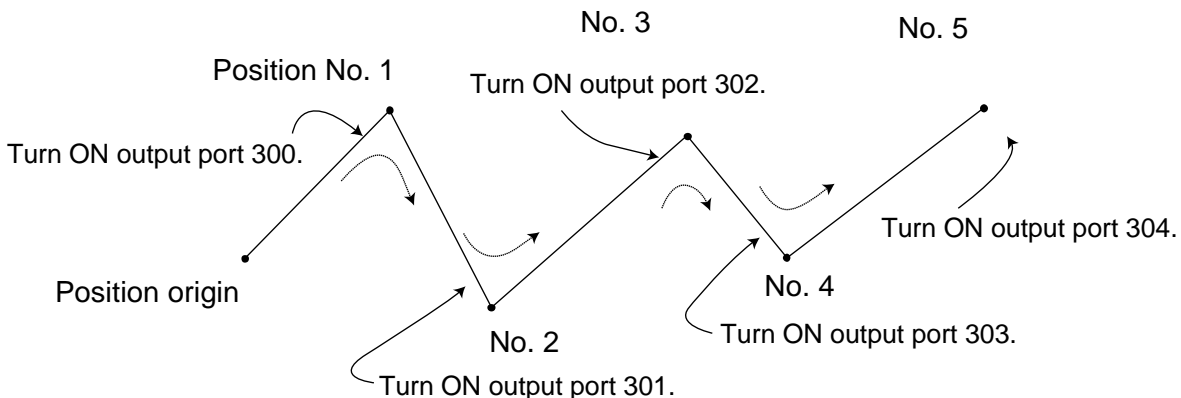 No. 3
No. 5
Position No. 1
Turn ON output port 302.
Turn ON output port 300.
Turn ON output port 304.
Position origin
No. 4
Turn ON output port 303.
No. 2
Turn ON output port 301.